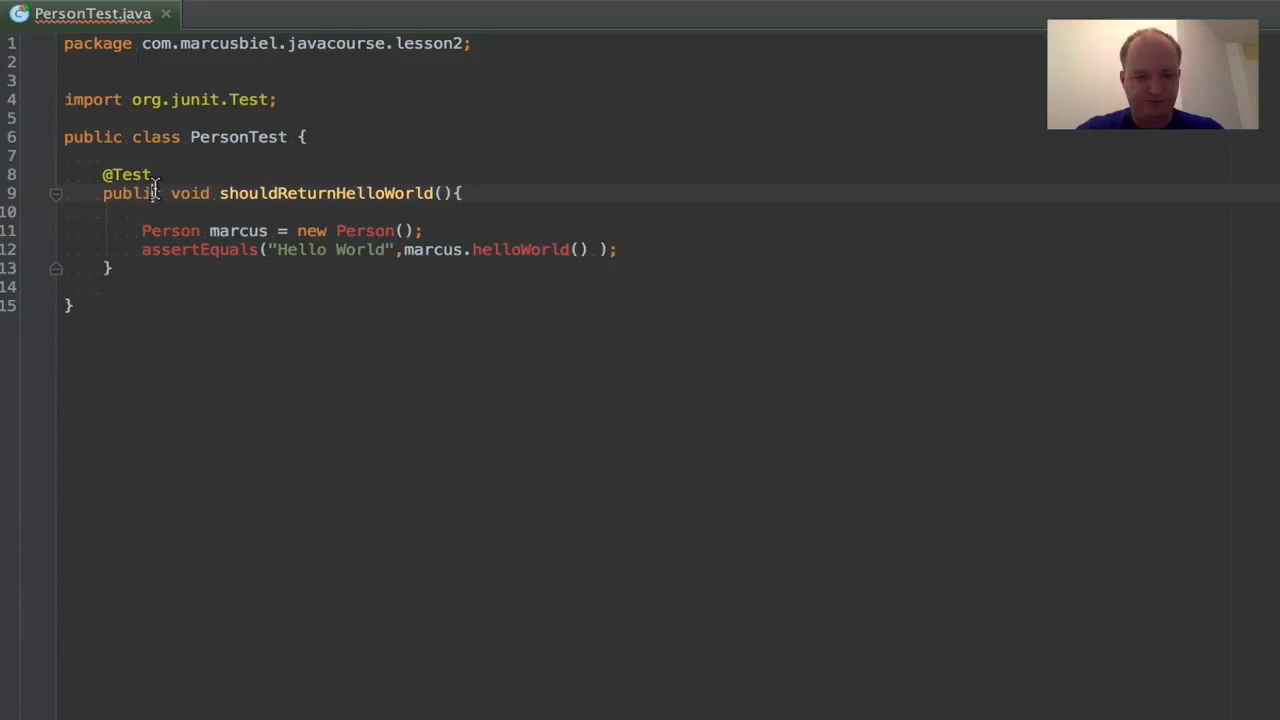 PersonTest.java
1 package com.marcusbiel.javacourse.lesson2;
2
3
4 import org.junit.Test;
5
6 public class PersonTest {
7
8 @Test
9 public void shouldReturnHelloWorld(){
10
11 Person marcus = new Person();
12 assertEquals("Hello World",marcus.helloWorld() );
13 }
14
15 }